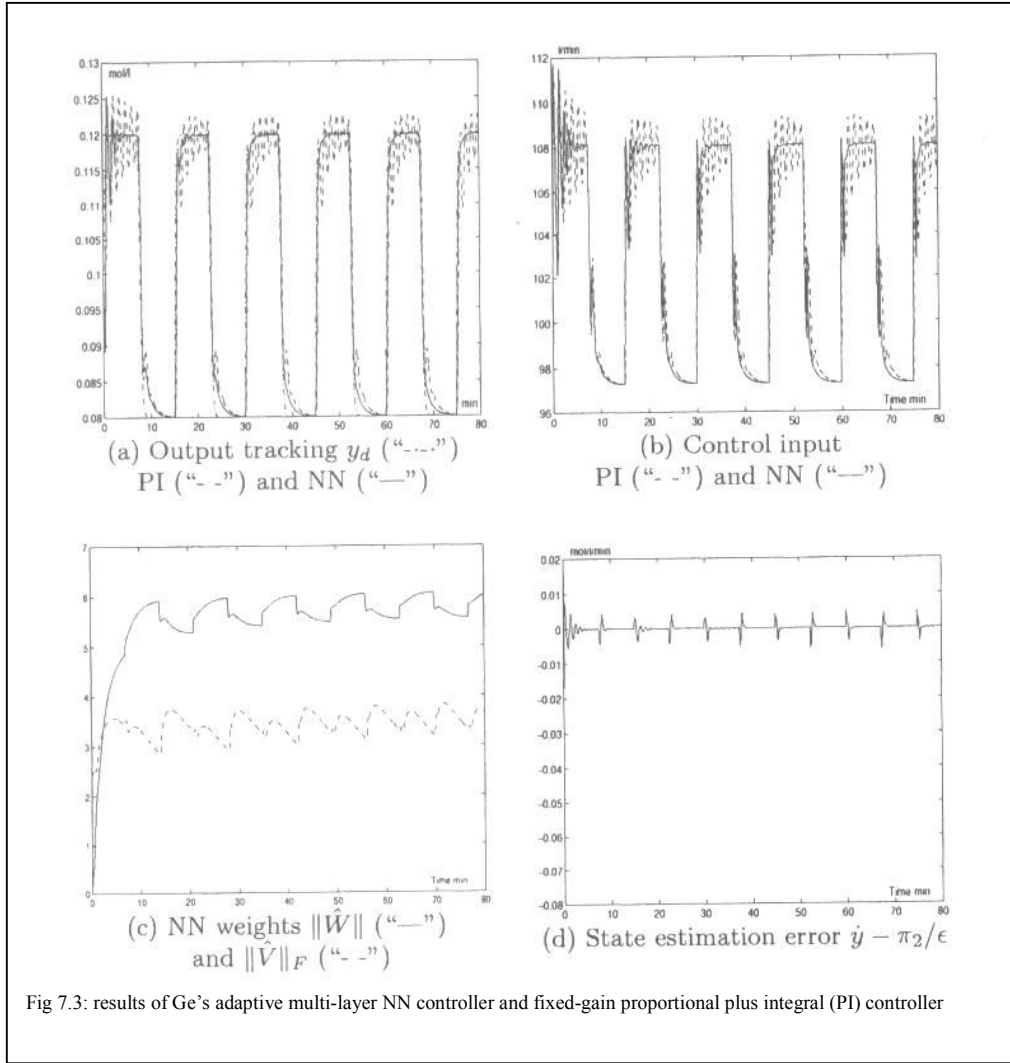 mol/l
0.13
0.125
0.12
0.115
0.11
0.105
0.1
0.095
0.09
0.085
0.08
min
0 10 20 30 40 50 60 70 80
(a) Output tracking y_d (“-·-·-”)
PI (“- -”) and NN (“—”)
l/min
112
110
108
106
104
102
100
98
96
Time min
0 10 20 30 40 50 60 70 80
(b) Control input
PI (“- -”) and NN (“—”)
7
6
5
4
3
2
1
0
Time min
0 10 20 30 40 50 60 70 80
(c) NN weights ‖Ŵ‖ (“—”)
and ‖V̂‖_F (“- -”)
mol/l/min
0.02
0.01
0
-0.01
-0.02
-0.03
-0.04
-0.05
-0.06
-0.07
-0.08
Time min
0 10 20 30 40 50 60 70 80
(d) State estimation error ẏ − π₂/ϵ
Fig 7.3: results of Ge’s adaptive multi-layer NN controller and fixed-gain proportional plus integral (PI) controller